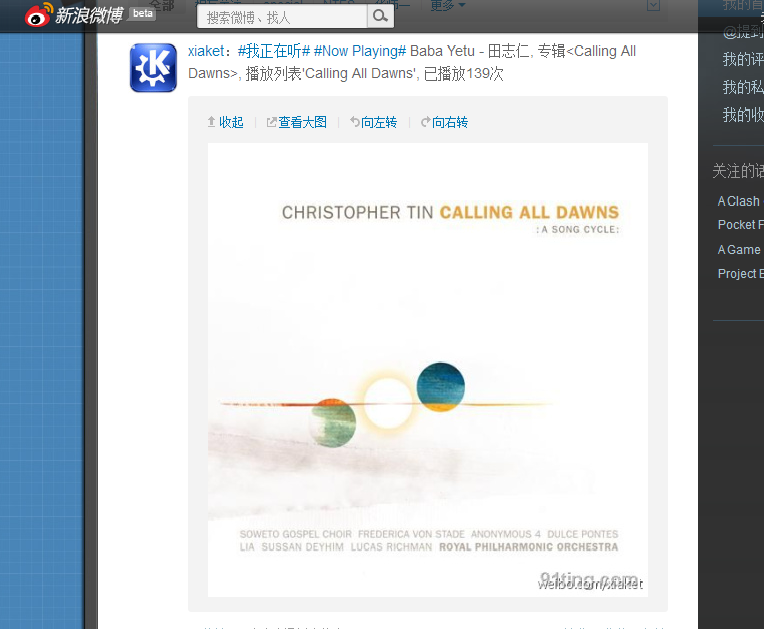 新浪微博 beta
搜索微博、找人
更多
我的评
我的私
我的收
xiaket：#我正在听# #Now Playing# Baba Yetu - 田志仁, 专辑<Calling All
Dawns>, 播放列表'Calling All Dawns', 已播放139次
收起 查看大图 向左转 向右转
CHRISTOPHER TIN CALLING ALL DAWNS
: A SONG CYCLE:
SOWETO GOSPEL CHOIR FREDERICA VON STADE ANONYMOUS 4 DULCE PONTES
LIA SUSSAN DEYHIM LUCAS RICHMAN ROYAL PHILHARMONIC ORCHESTRA
91ting.com
weibo.com/xiaket
关注的话
A Clash
Pocket F
A Game
Project E